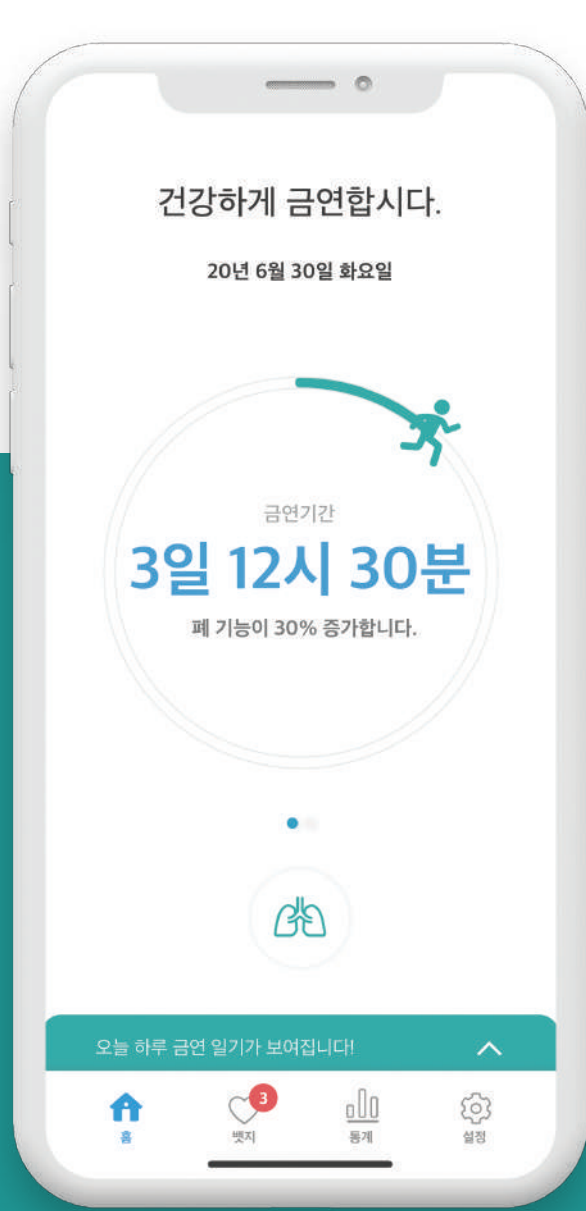 건강하게 금연합시다.
20년 6월 30일 화요일
금연기간
3일 12시 30분
폐 기능이 30% 증가합니다.
오늘 하루 금연 일기가 보여집니다!
3
홈
뱃지
통계
설정